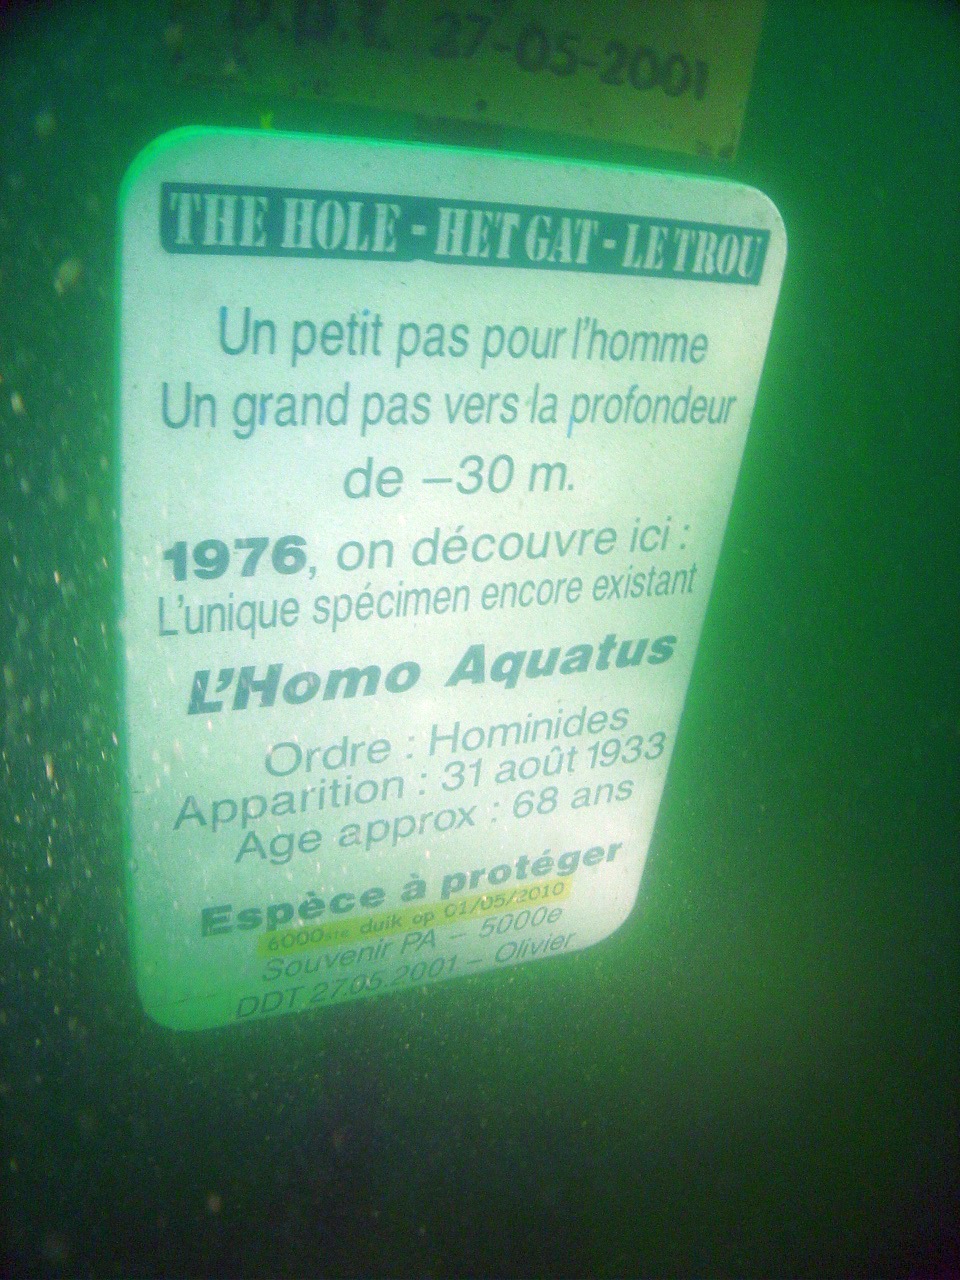 27-05-2001
THE HOLE - HET GAT - LE TROU
Un petit pas pour l'homme
Un grand pas vers la profondeur
de –30 m.
1976, on découvre ici :
L'unique spécimen encore existant
L'Homo Aquatus
Ordre : Hominides
Apparition : 31 août 1933
Age approx : 68 ans
Espèce à protéger
6000ste duik op 01/05/2010
Souvenir PA – 5000e
DDT 27.05.2001 – Olivier